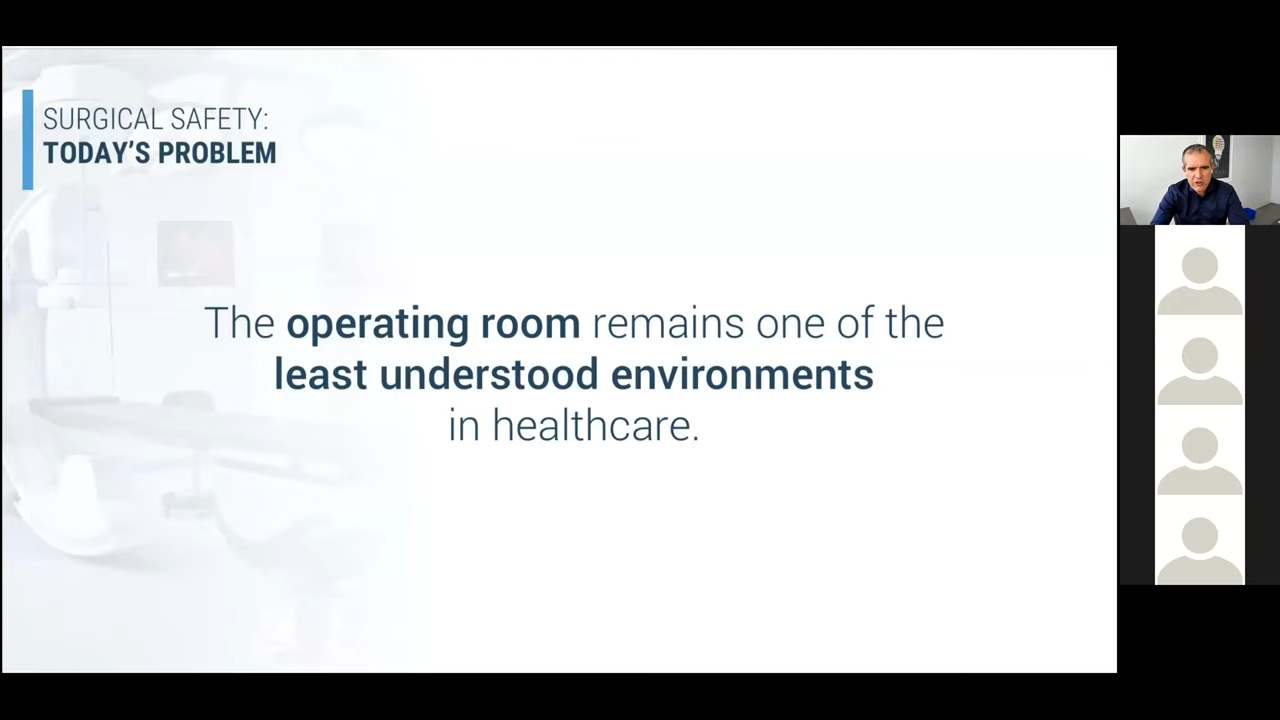 SURGICAL SAFETY:
TODAY'S PROBLEM
The operating room remains one of the
least understood environments
in healthcare.